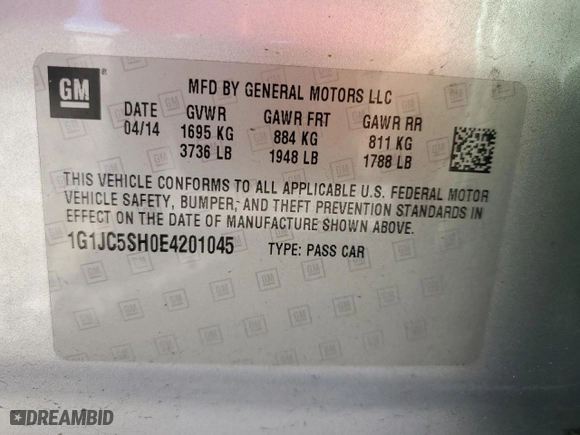 GM
MFD BY GENERAL MOTORS LLC
DATE GVWR GAWR FRT GAWR RR
04/14 1695 KG 884 KG 811 KG
3736 LB 1948 LB 1788 LB
THIS VEHICLE CONFORMS TO ALL APPLICABLE U.S. FEDERAL MOTOR
VEHICLE SAFETY, BUMPER, AND THEFT PREVENTION STANDARDS IN
EFFECT ON THE DATE OF MANUFACTURE SHOWN ABOVE.
1G1JC5SH0E4201045 TYPE: PASS CAR
DREAMBID